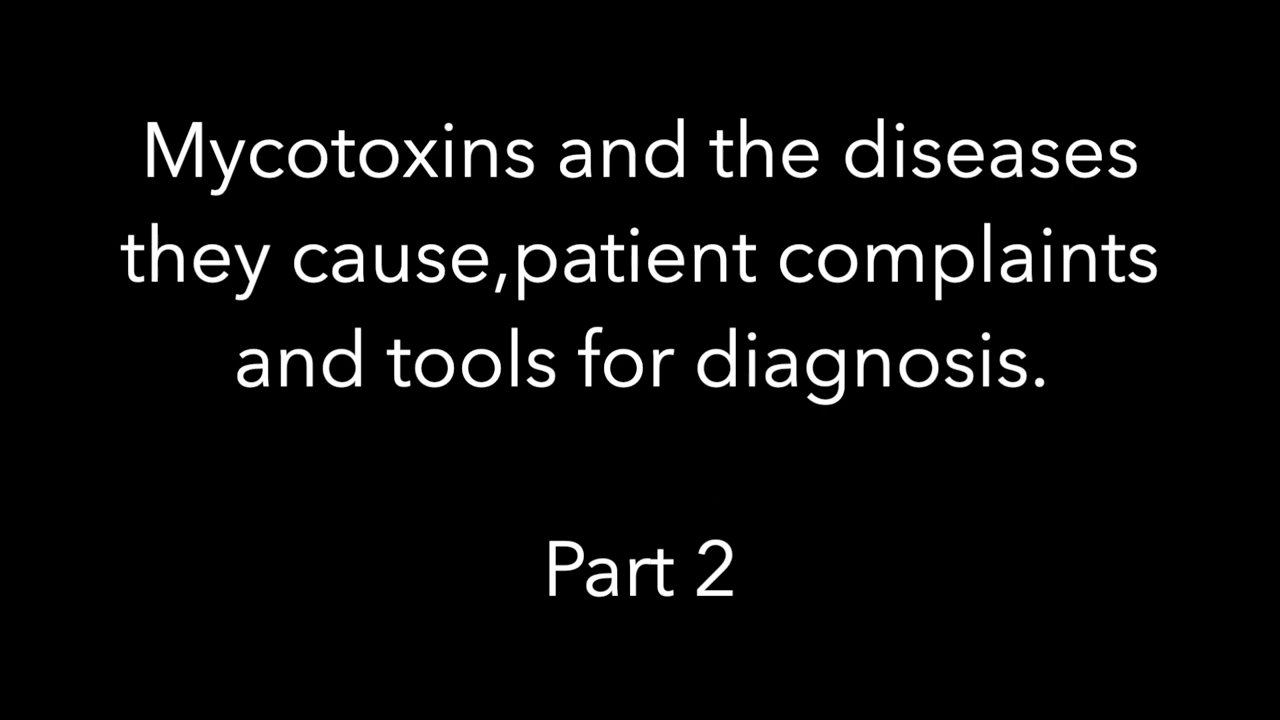 Mycotoxins and the diseases
they cause,patient complaints
and tools for diagnosis.
Part 2